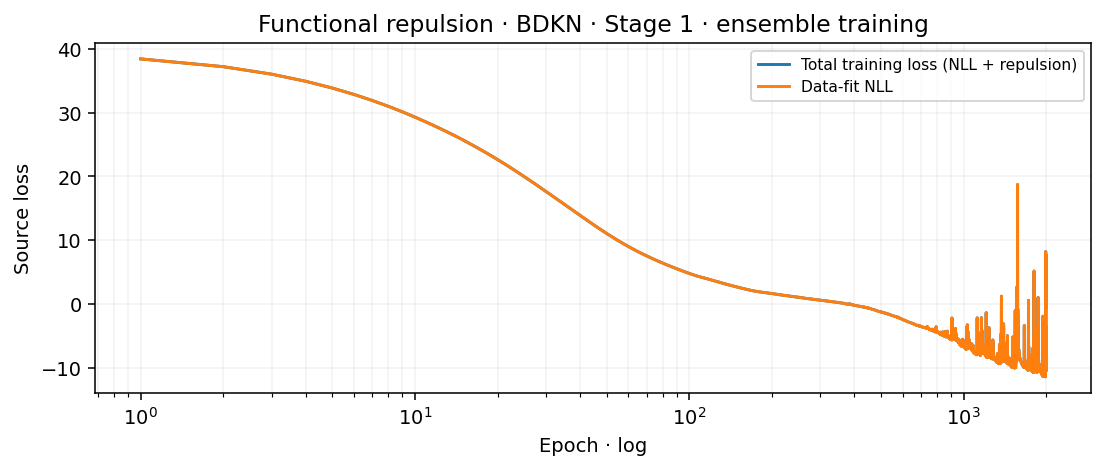 Functional repulsion · BDKN · Stage 1 · ensemble training
Total training loss (NLL + repulsion)
Data-fit NLL
Source loss
40
30
20
10
0
−10
10⁰
10¹
10²
10³
Epoch · log